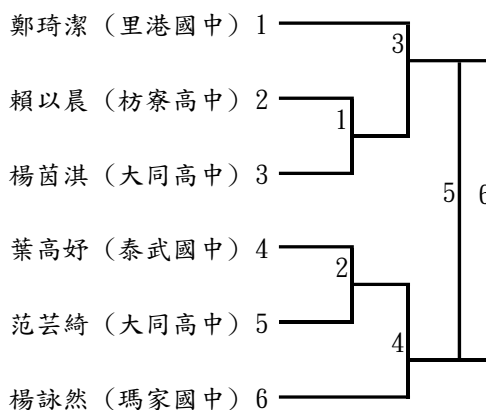 鄭琦潔（里港國中）1
3
賴以晨（枋寮高中）2
1
楊茵淇（大同高中）3
5
6
葉高妤（泰武國中）4
2
范芸綺（大同高中）5
4
楊詠然（瑪家國中）6